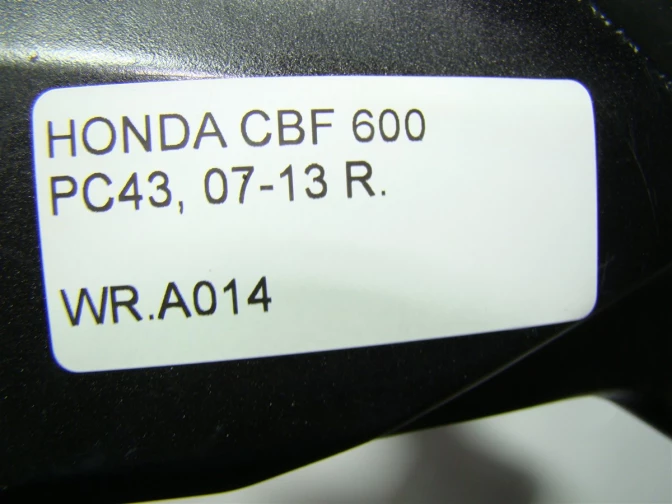 HONDA CBF 600
PC43, 07-13 R.
WR.A014